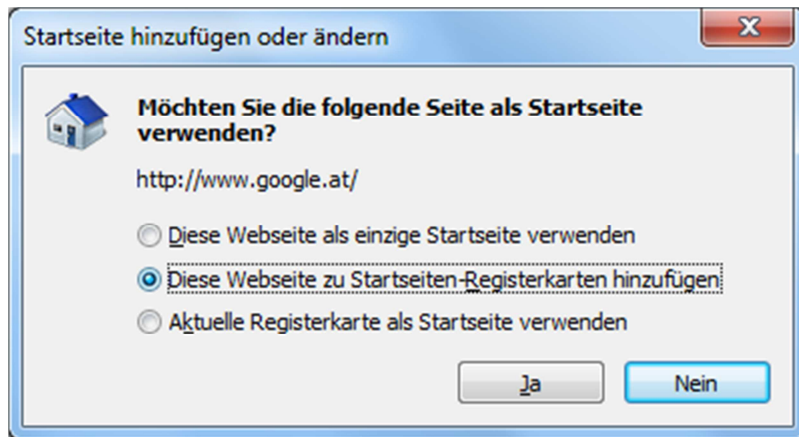 Startseite hinzufügen oder ändern
Möchten Sie die folgende Seite als Startseite
verwenden?
http://www.google.at/
Diese Webseite als einzige Startseite verwenden
Diese Webseite zu Startseiten-Registerkarten hinzufügen
Aktuelle Registerkarte als Startseite verwenden
Ja
Nein